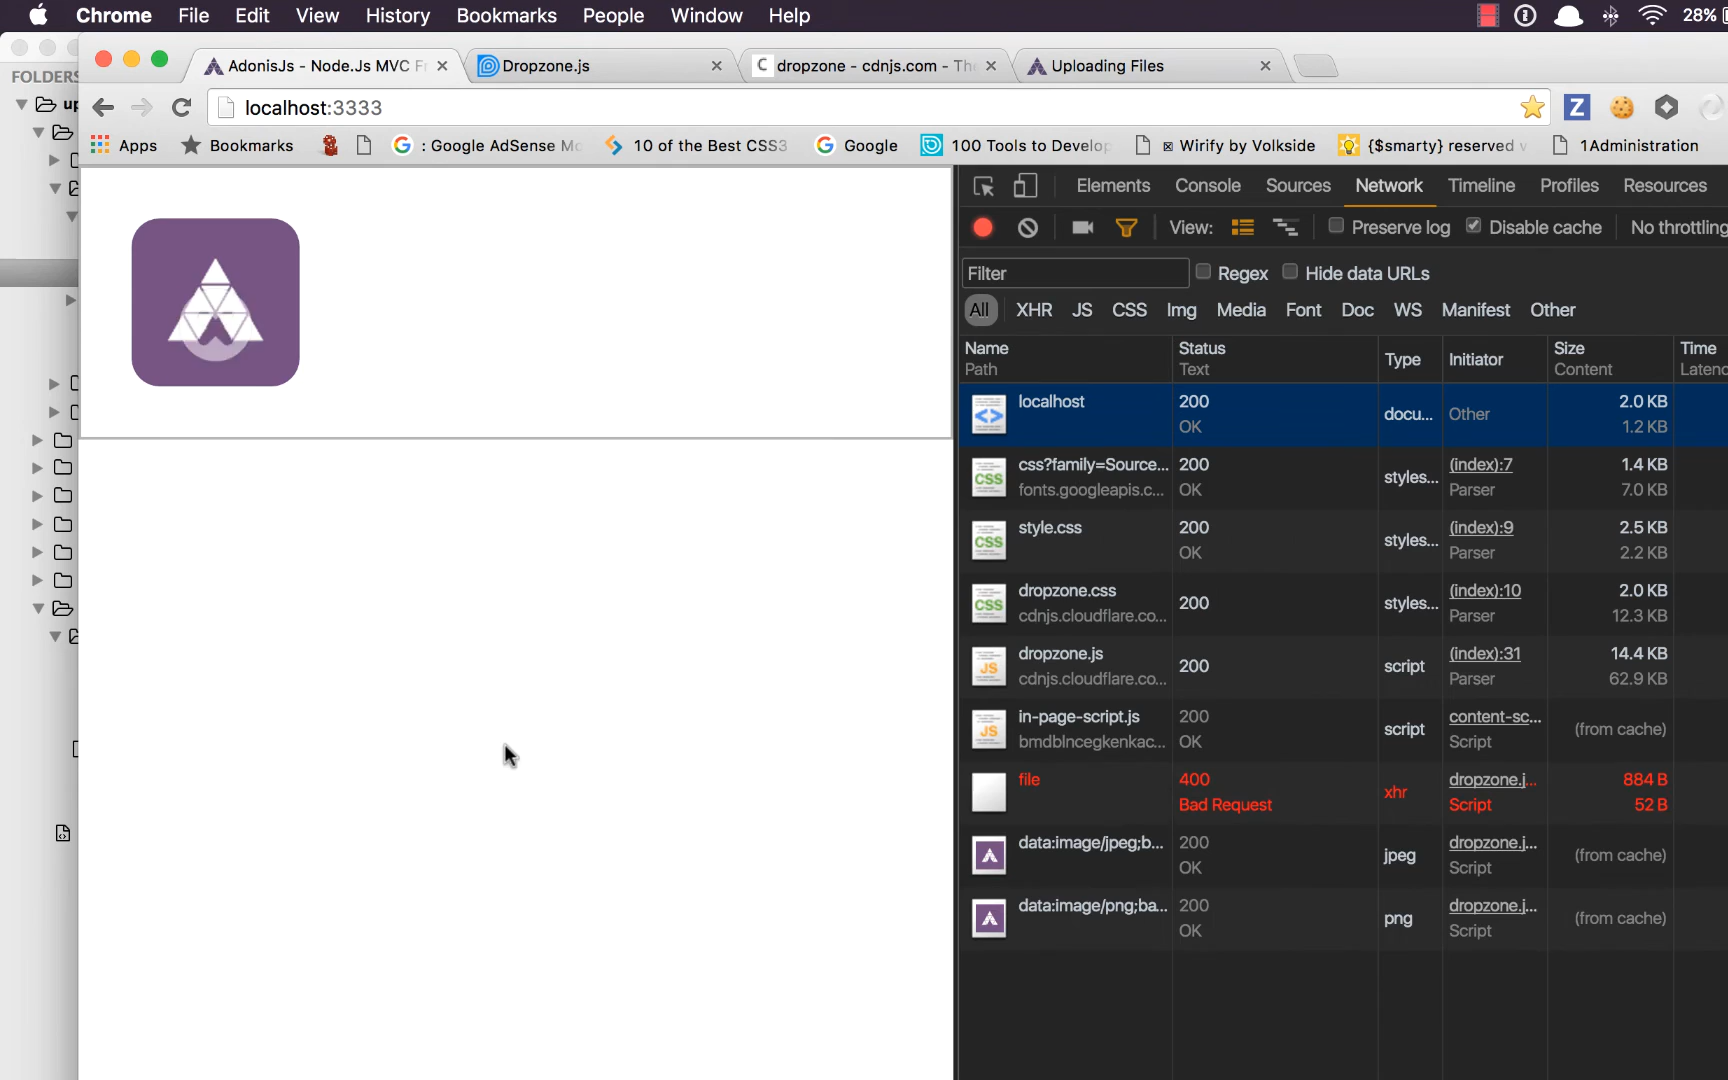 Chrome File Edit View History Bookmarks People Window Help 28%
FOLDERS
AdonisJs - Node.Js MVC Fr
Dropzone.js
dropzone - cdnjs.com - The
Uploading Files
up
localhost:3333
Apps Bookmarks : Google AdSense Mo 10 of the Best CSS3 Google 100 Tools to Develop Wirify by Volkside {$smarty} reserved v 1Administration
Elements Console Sources Network Timeline Profiles Resources
View: Preserve log Disable cache No throttling
Filter Regex Hide data URLs
All XHR JS CSS Img Media Font Doc WS Manifest Other
Name Status Type Initiator Size Time
Path Text Content Latenc
localhost 200 docu... Other 2.0 KB
OK 1.2 KB
css?family=Source... 200 styles... (index):7 1.4 KB
fonts.googleapis.c... OK Parser 7.0 KB
style.css 200 styles... (index):9 2.5 KB
OK Parser 2.2 KB
dropzone.css 200 styles... (index):10 2.0 KB
cdnjs.cloudflare.co... Parser 12.3 KB
dropzone.js 200 script (index):31 14.4 KB
cdnjs.cloudflare.co... Parser 62.9 KB
in-page-script.js 200 script content-sc... (from cache)
bmdblncegkenkac... OK Script
file 400 xhr dropzone.j... 884 B
Bad Request Script 52 B
data:image/jpeg;b... 200 jpeg dropzone.j... (from cache)
OK Script
data:image/png;ba... 200 png dropzone.j... (from cache)
OK Script